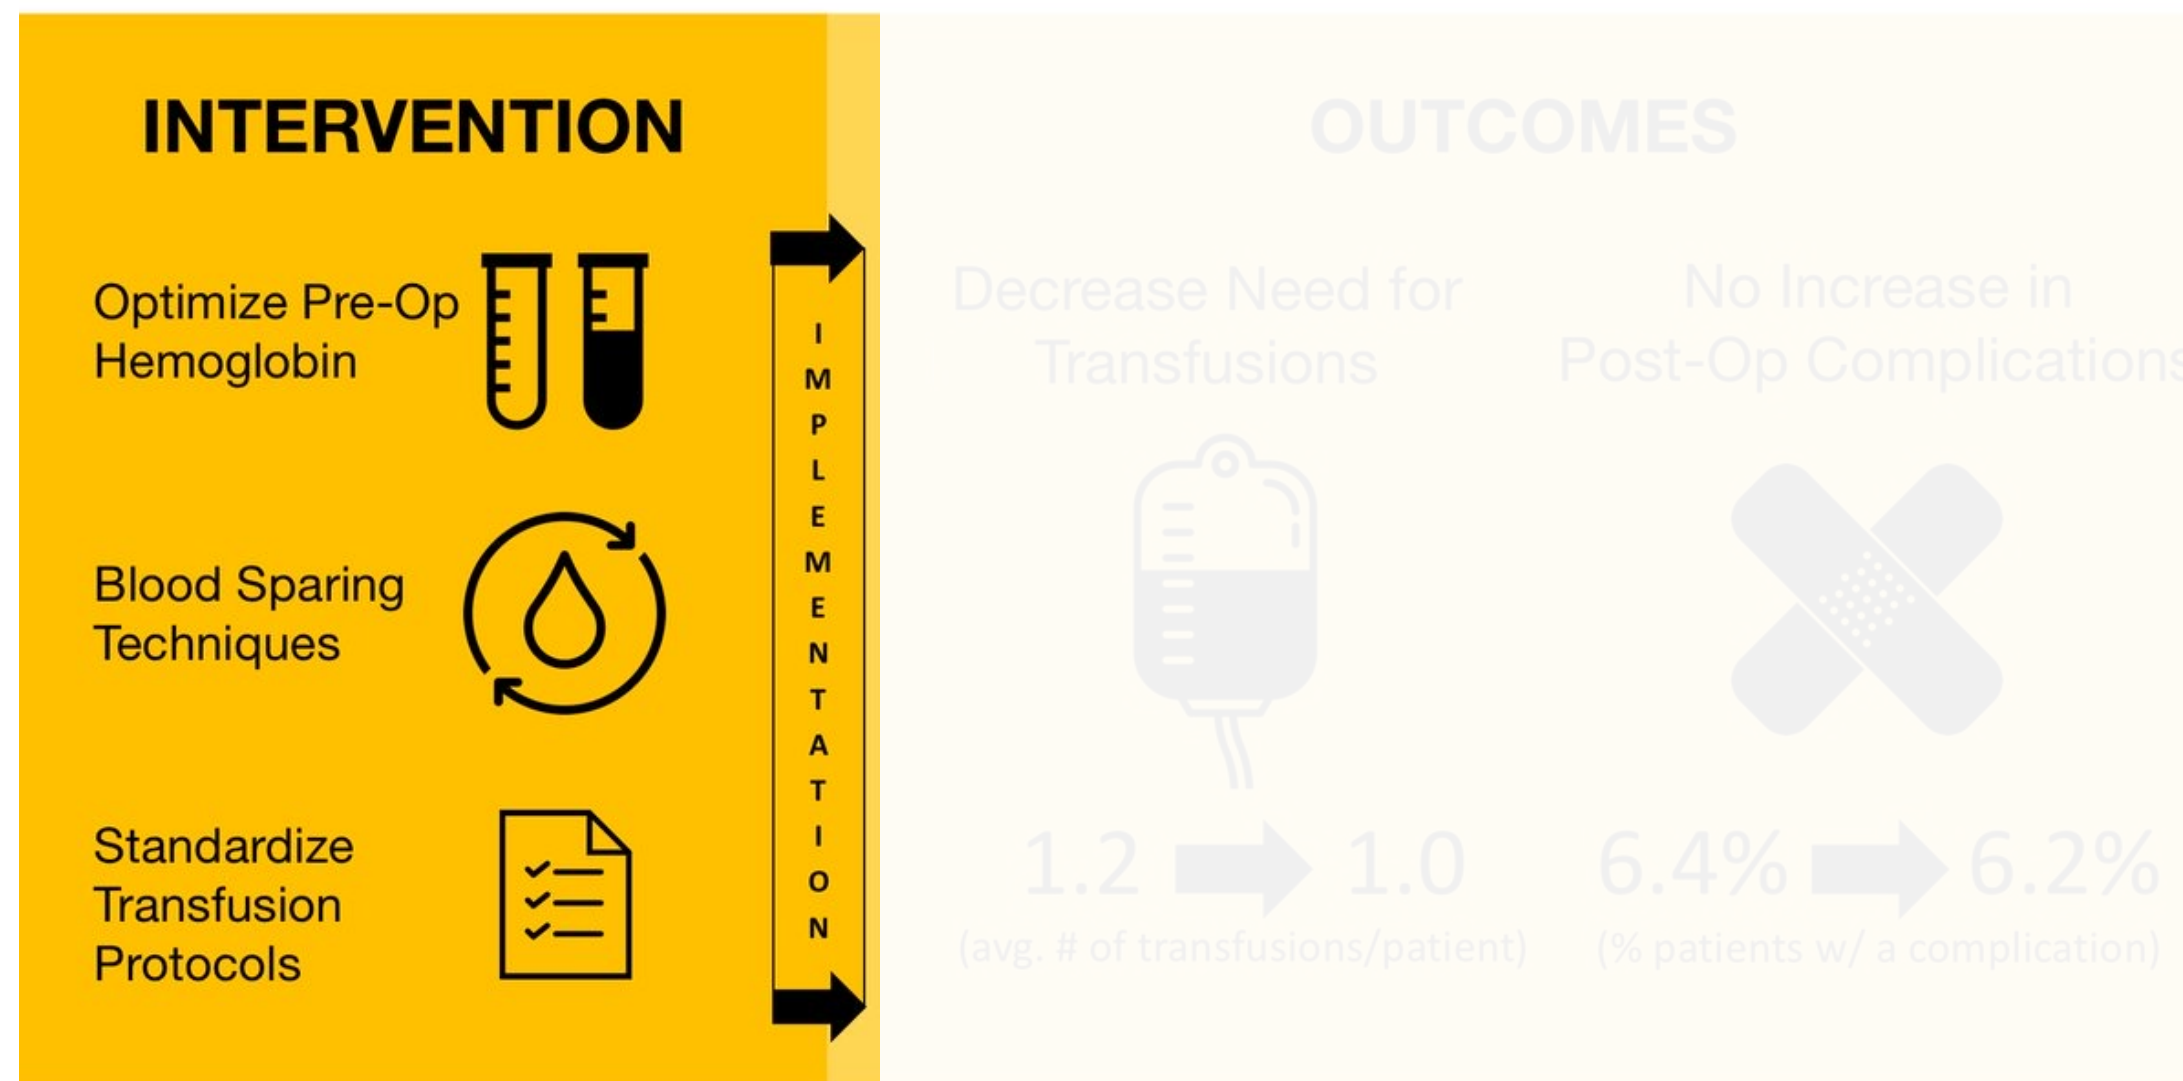 INTERVENTION
Optimize Pre-Op
Hemoglobin
Blood Sparing
Techniques
Standardize
Transfusion
Protocols
IMPLEMENTATION
OUTCOMES
Decrease Need for
Transfusions
1.2 1.0
(avg. # of transfusions/patient)
No Increase in
Post-Op Complications
6.4% 6.2%
(% patients w/ a complication)